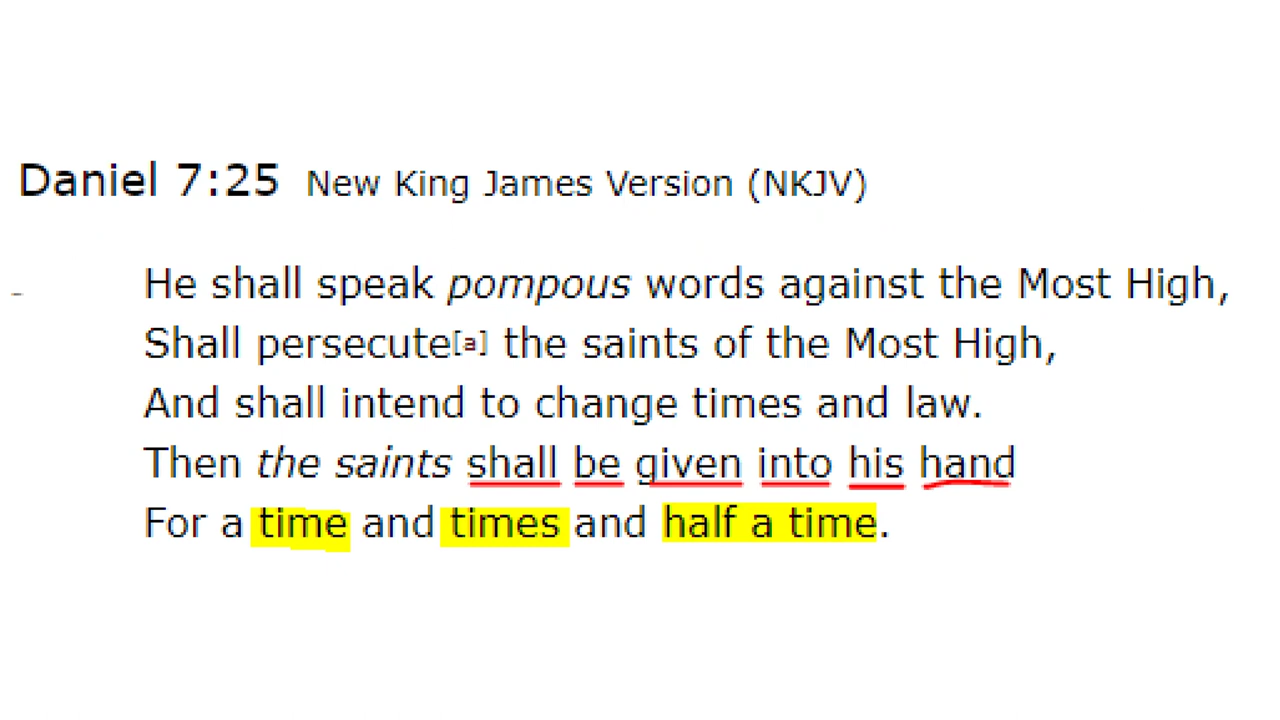 Daniel 7:25 New King James Version (NKJV)
He shall speak pompous words against the Most High,
Shall persecute[a] the saints of the Most High,
And shall intend to change times and law.
Then the saints shall be given into his hand
For a time and times and half a time.